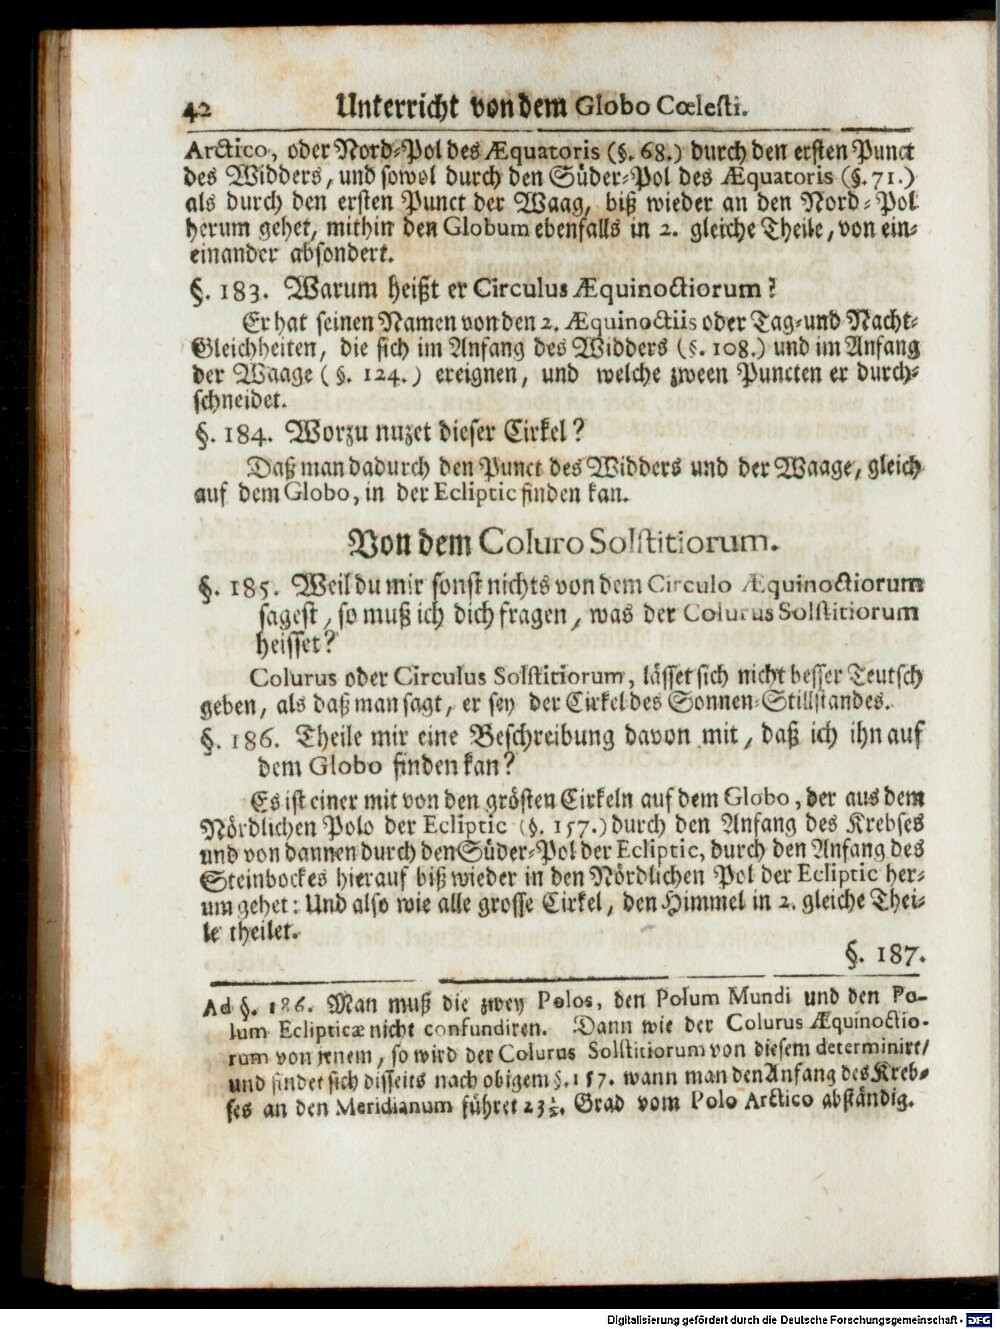 42 Unterricht von dem Globo Cœlesti.
Arctico, oder Nord-Pol des Æquatoris (§. 68.) durch den ersten Punct
des Widders, und sowol durch den Süder-Pol des Æquatoris (§. 71.)
als durch den ersten Punct der Waag, biß wieder an den Nord-Pol
herum gehet, mithin den Globum ebenfalls in 2. gleiche Theile, von ein-
einander absondert.
§. 183. Warum heißt er Circulus Æquinoctiorum?
Er hat seinen Namen von den 2. Æquinoctiis oder Tag-und Nacht-
Gleichheiten, die sich im Anfang des Widders (§. 108.) und im Anfang
der Waage (§. 124.) ereignen, und welche zween Puncten er durch-
schneidet.
§. 184. Worzu nuzet dieser Cirkel?
Daß man dadurch den Punct des Widders und der Waage, gleich
auf dem Globo, in der Ecliptic finden kan.
Von dem Coluro Solstitiorum.
§. 185. Weil du mir sonst nichts von dem Circulo Æquinoctiorum
sagest, so muß ich dich fragen, was der Colurus Solstitiorum
heisset?
Colurus oder Circulus Solstitiorum, lässet sich nicht besser Teutsch
geben, als daß man sagt, er sey der Cirkel des Sonnen-Stillstandes.
§. 186. Theile mir eine Beschreibung davon mit, daß ich ihn auf
dem Globo finden kan?
Es ist einer mit von den grösten Cirkeln auf dem Globo, der aus dem
Nördlichen Polo der Ecliptic (§. 157.) durch den Anfang des Krebses
und von dannen durch den Süder-Pol der Ecliptic, durch den Anfang des
Steinbockes hierauf biß wieder in den Nördlichen Pol der Ecliptic her-
um gehet: Und also wie alle grosse Cirkel, den Himmel in 2. gleiche Thei-
le theilet.
§. 187.
Ad §. 186. Man muß die zwey Polos, den Polum Mundi und den Po-
lum Eclipticæ nicht confundiren. Dann wie der Colurus Æquinoctio-
rum von jenem, so wird der Colurus Solstitiorum von diesem determinirt/
und findet sich disseits nach obigem §. 157. wann man den Anfang des Kreb-
ses an den Meridianum führet 23½. Grad vom Polo Arctico abständig.
Digitalisierung gefördert durch die Deutsche Forschungsgemeinschaft - DFG